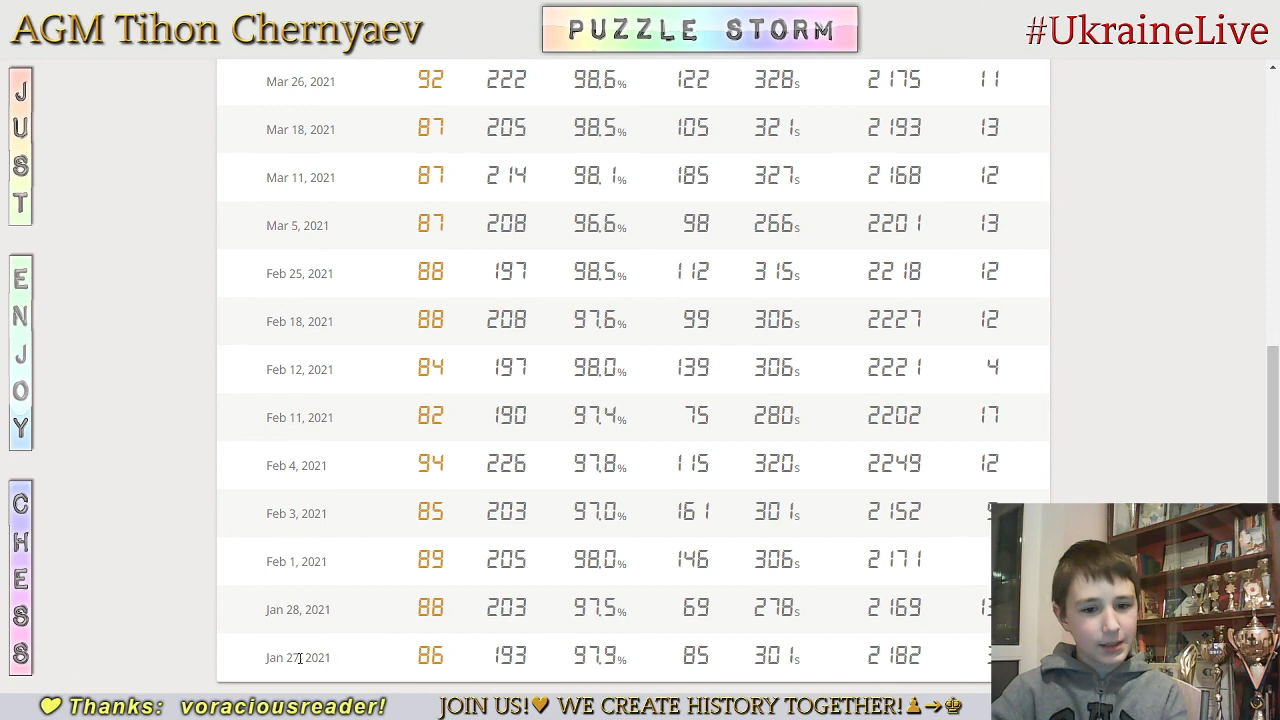 AGM Tihon Chernyaev
PUZZLE STORM
#UkraineLive
JUST
ENJOY
CHESS
Mar 26, 2021 92 222 98.6% 122 328s 2175 11
Mar 18, 2021 87 205 98.5% 105 321s 2193 13
Mar 11, 2021 87 214 98.1% 185 327s 2168 12
Mar 5, 2021 87 208 96.6% 98 266s 2201 13
Feb 25, 2021 88 197 98.5% 112 315s 2218 12
Feb 18, 2021 88 208 97.6% 99 306s 2227 12
Feb 12, 2021 84 197 98.0% 139 306s 2221 4
Feb 11, 2021 82 190 97.4% 75 280s 2202 17
Feb 4, 2021 94 226 97.8% 115 320s 2249 12
Feb 3, 2021 85 203 97.0% 161 301s 2152
Feb 1, 2021 89 205 98.0% 146 306s 2171
Jan 28, 2021 88 203 97.5% 69 278s 2169
Jan 27, 2021 86 193 97.9% 85 301s 2182
Thanks: voraciousreader!
JOIN US!🧡 WE CREATE HISTORY TOGETHER!♟→♚